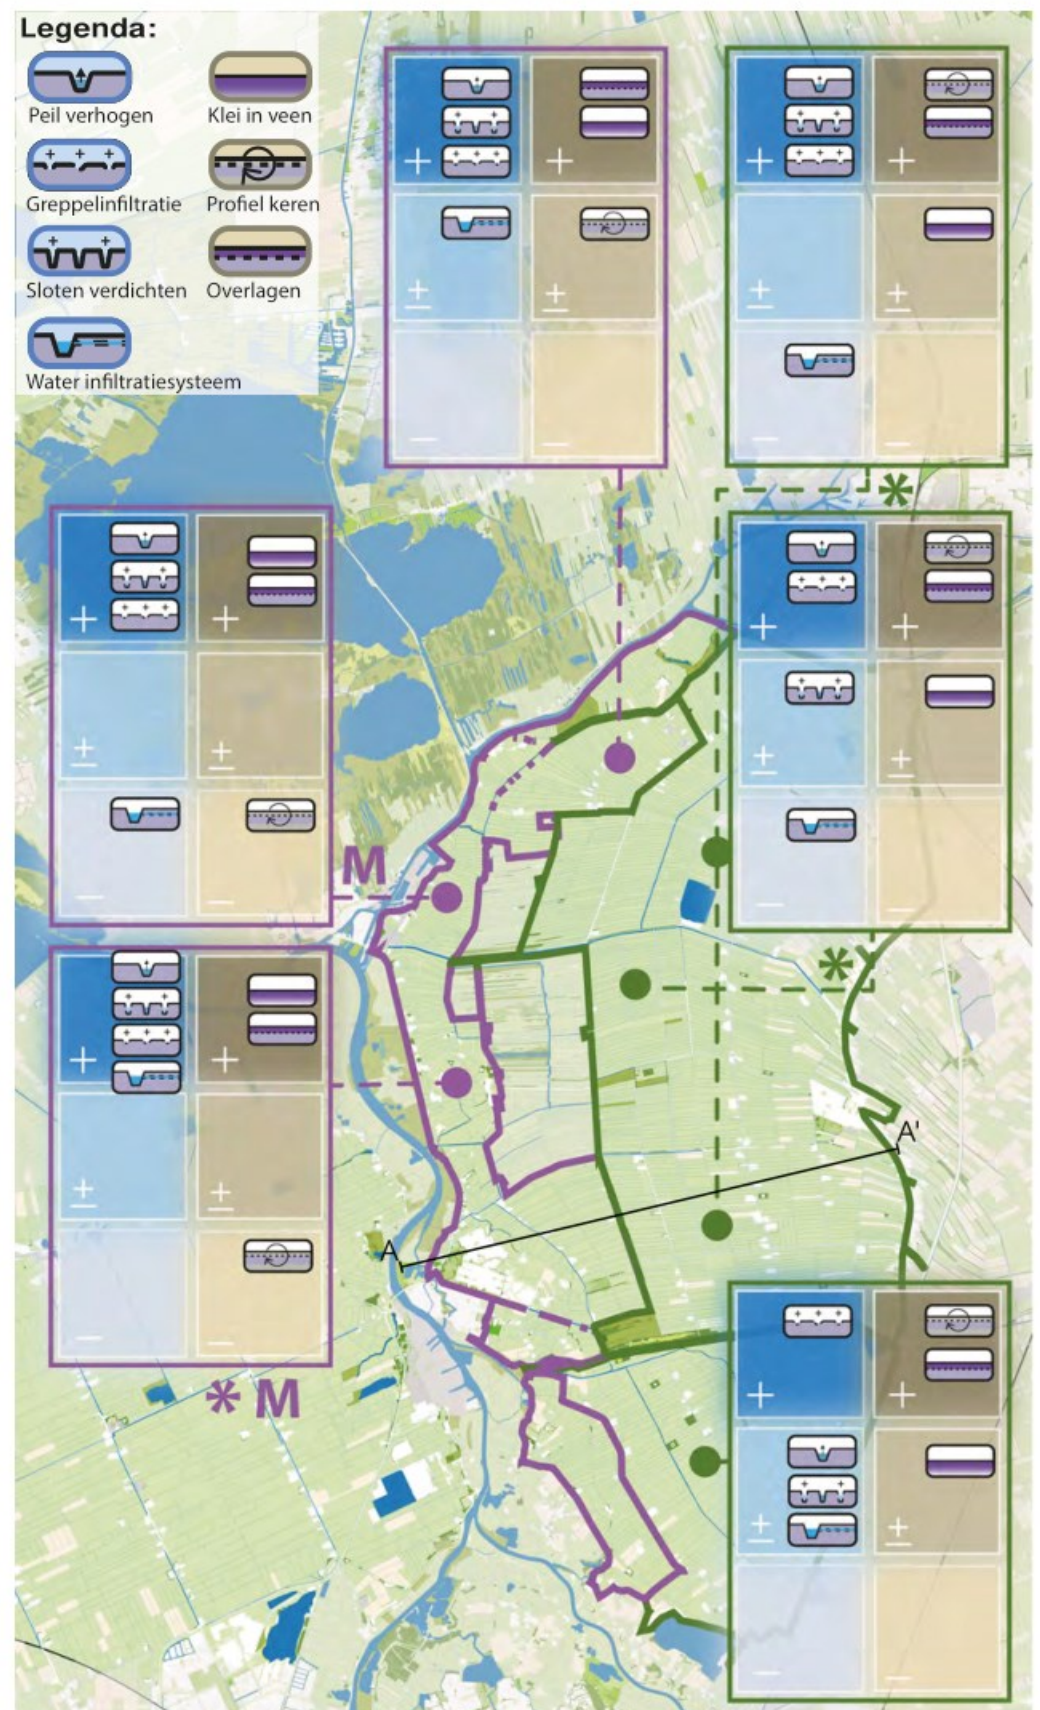 Legenda:
Peil verhogen
Klei in veen
Greppelinfiltratie
Profiel keren
Sloten verdichten
Overlagen
Water infiltratiesysteem
+ +
+ +
± ±
± ±
— —
— —
*
+ +
+ +
± ±
± ±
— —
— —
M
*
+ +
± ±
— —
* M
A
A'
+ +
± ±
— —